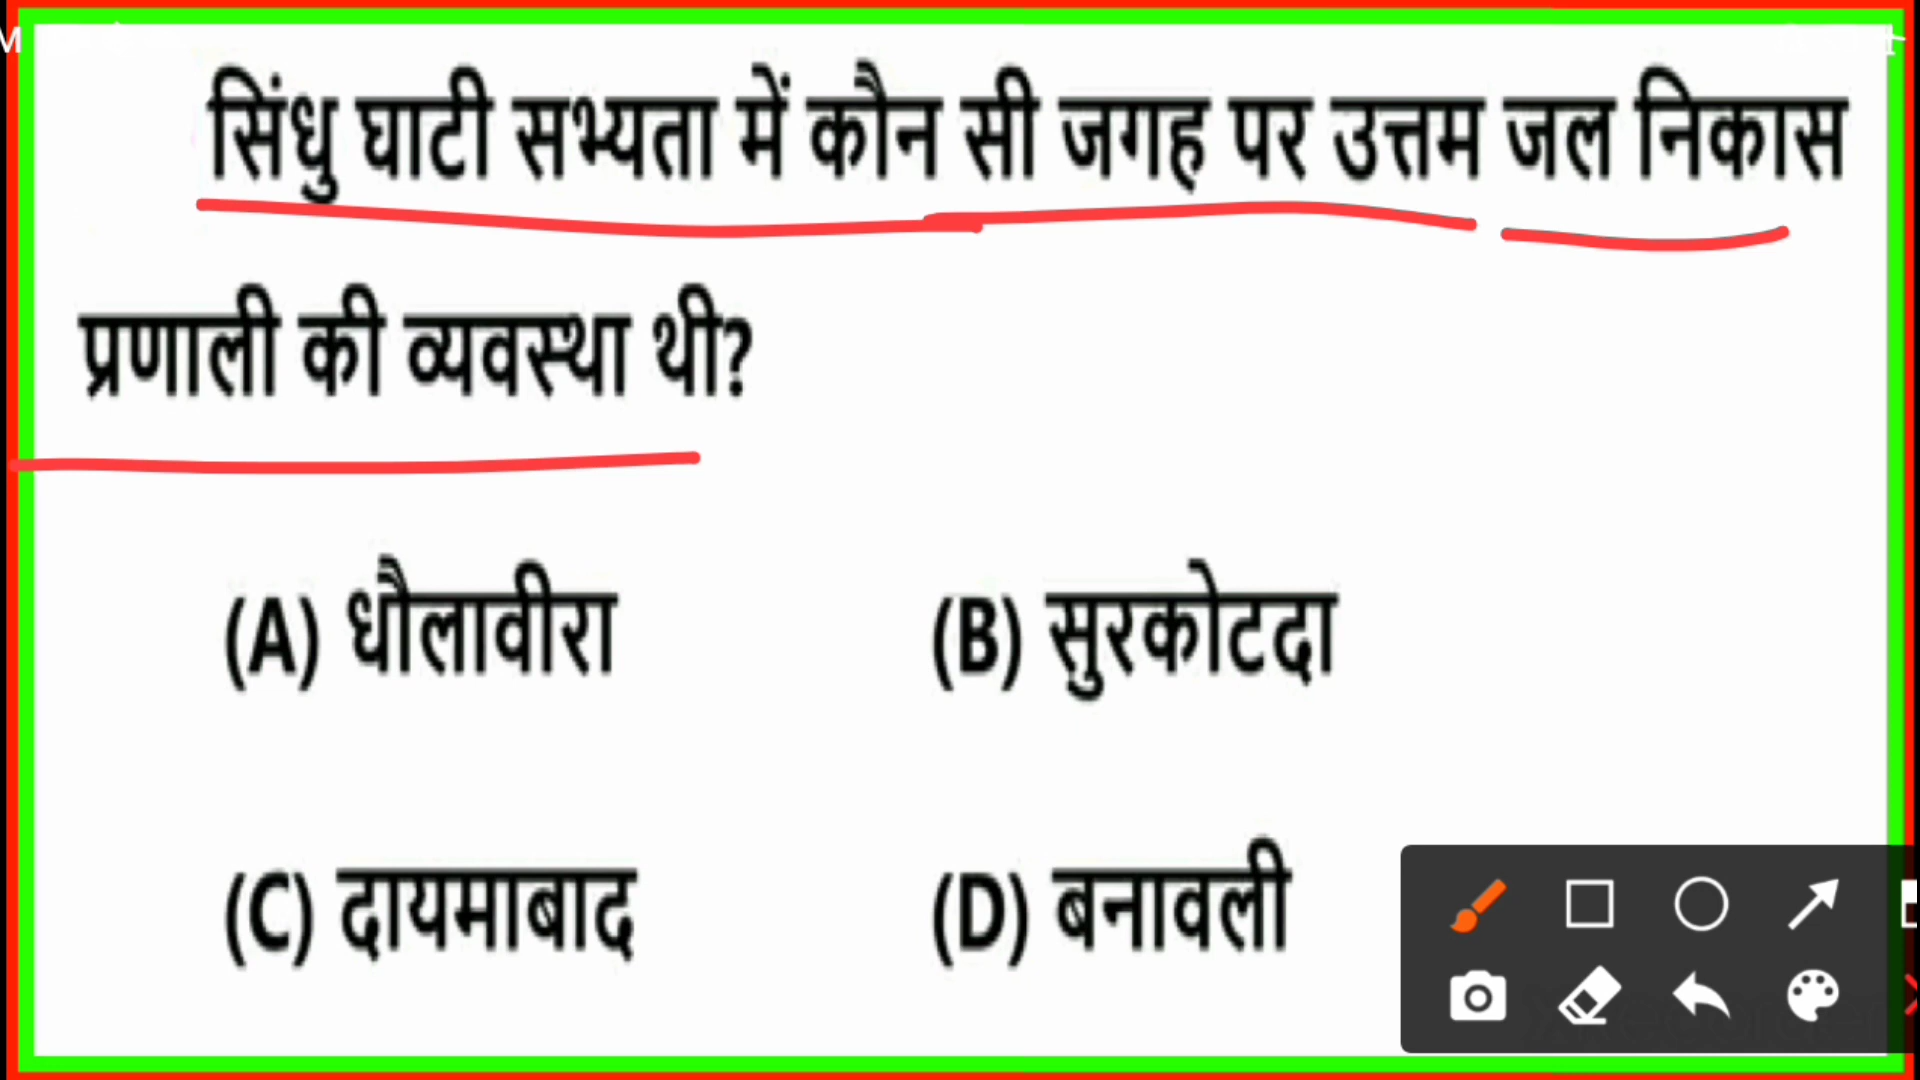 सिंधु घाटी सभ्यता में कौन सी जगह पर उत्तम जल निकास
प्रणाली की व्यवस्था थी?
(A) धौलावीरा (B) सुरकोटदा
(C) दायमाबाद (D) बनावली